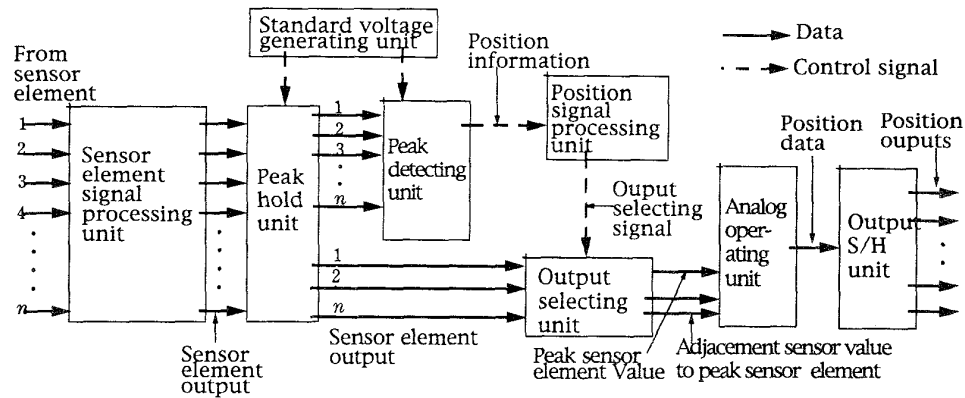 Standard voltage
generating unit
Data
Control signal
From
sensor
element
Position
information
1
2
3
4
n
Sensor
element
signal
processing
unit
Peak
hold unit
1
2
3
n
Peak
detecting
unit
Position
signal
processing
unit
Ouput
selecting
signal
1
2
n
Sensor element
output
Sensor
element
output
Output
selecting
unit
Peak sensor
element Value
Adjacement sensor value
to peak sensor element
Analog
oper-
ating
unit
Position
data
Output
S/H
unit
Position
ouputs